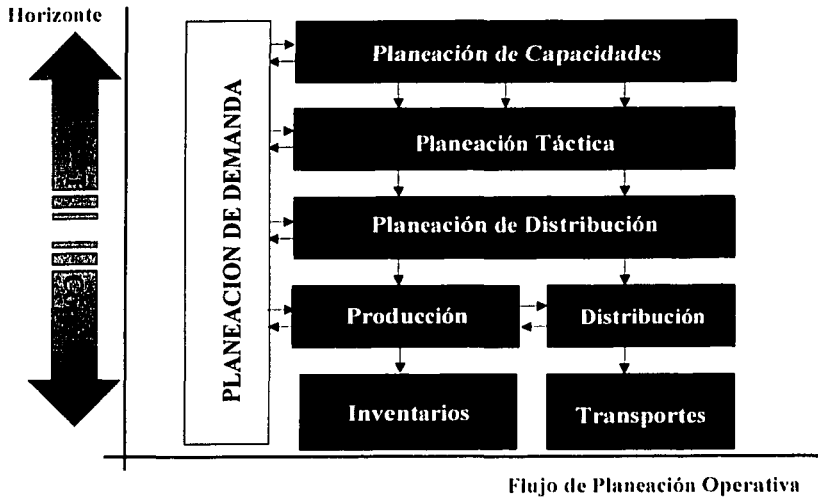 Horizonte
PLANEACION DE DEMANDA
Planeación de Capacidades
Planeación Táctica
Planeación de Distribución
Producción
Distribución
Inventarios
Transportes
Flujo de Planeación Operativa